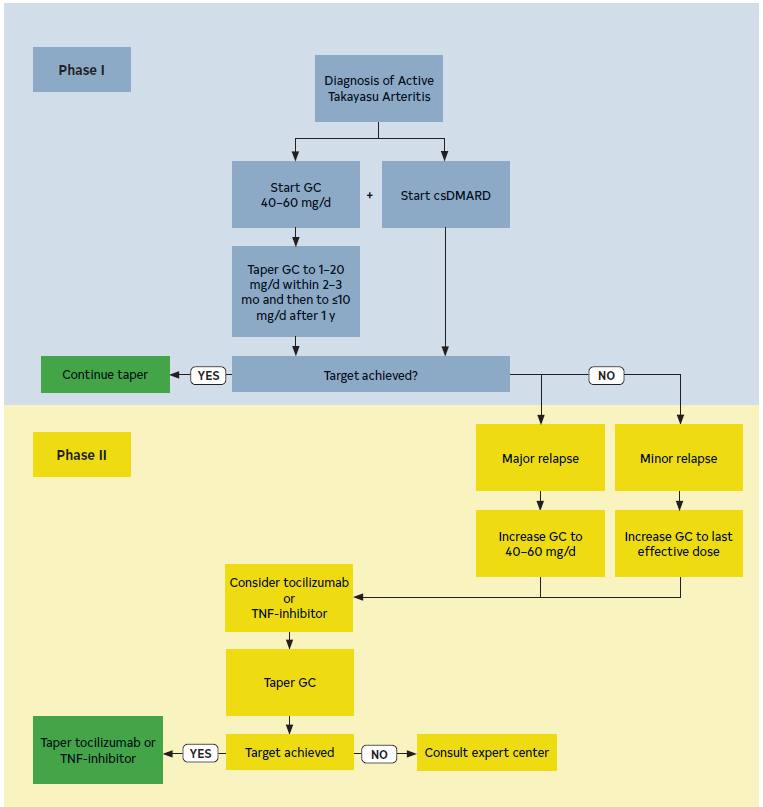 Phase I
Diagnosis of Active
Takayasu Arteritis
Start GC
40–60 mg/d
+
Start csDMARD
Taper GC to 1–20
mg/d within 2–3
mo and then to ≤10
mg/d after 1 y
Continue taper
YES
Target achieved?
NO
Phase II
Major relapse
Minor relapse
Increase GC to
40–60 mg/d
Increase GC to last
effective dose
Consider tocilizumab
or
TNF-inhibitor
Taper GC
Taper tocilizumab or
TNF-inhibitor
YES
Target achieved
NO
Consult expert center